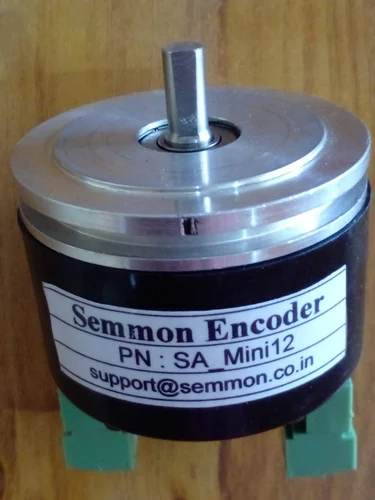 Semmon Encoder
PN : SA_Mini12
support@semmon.co.in